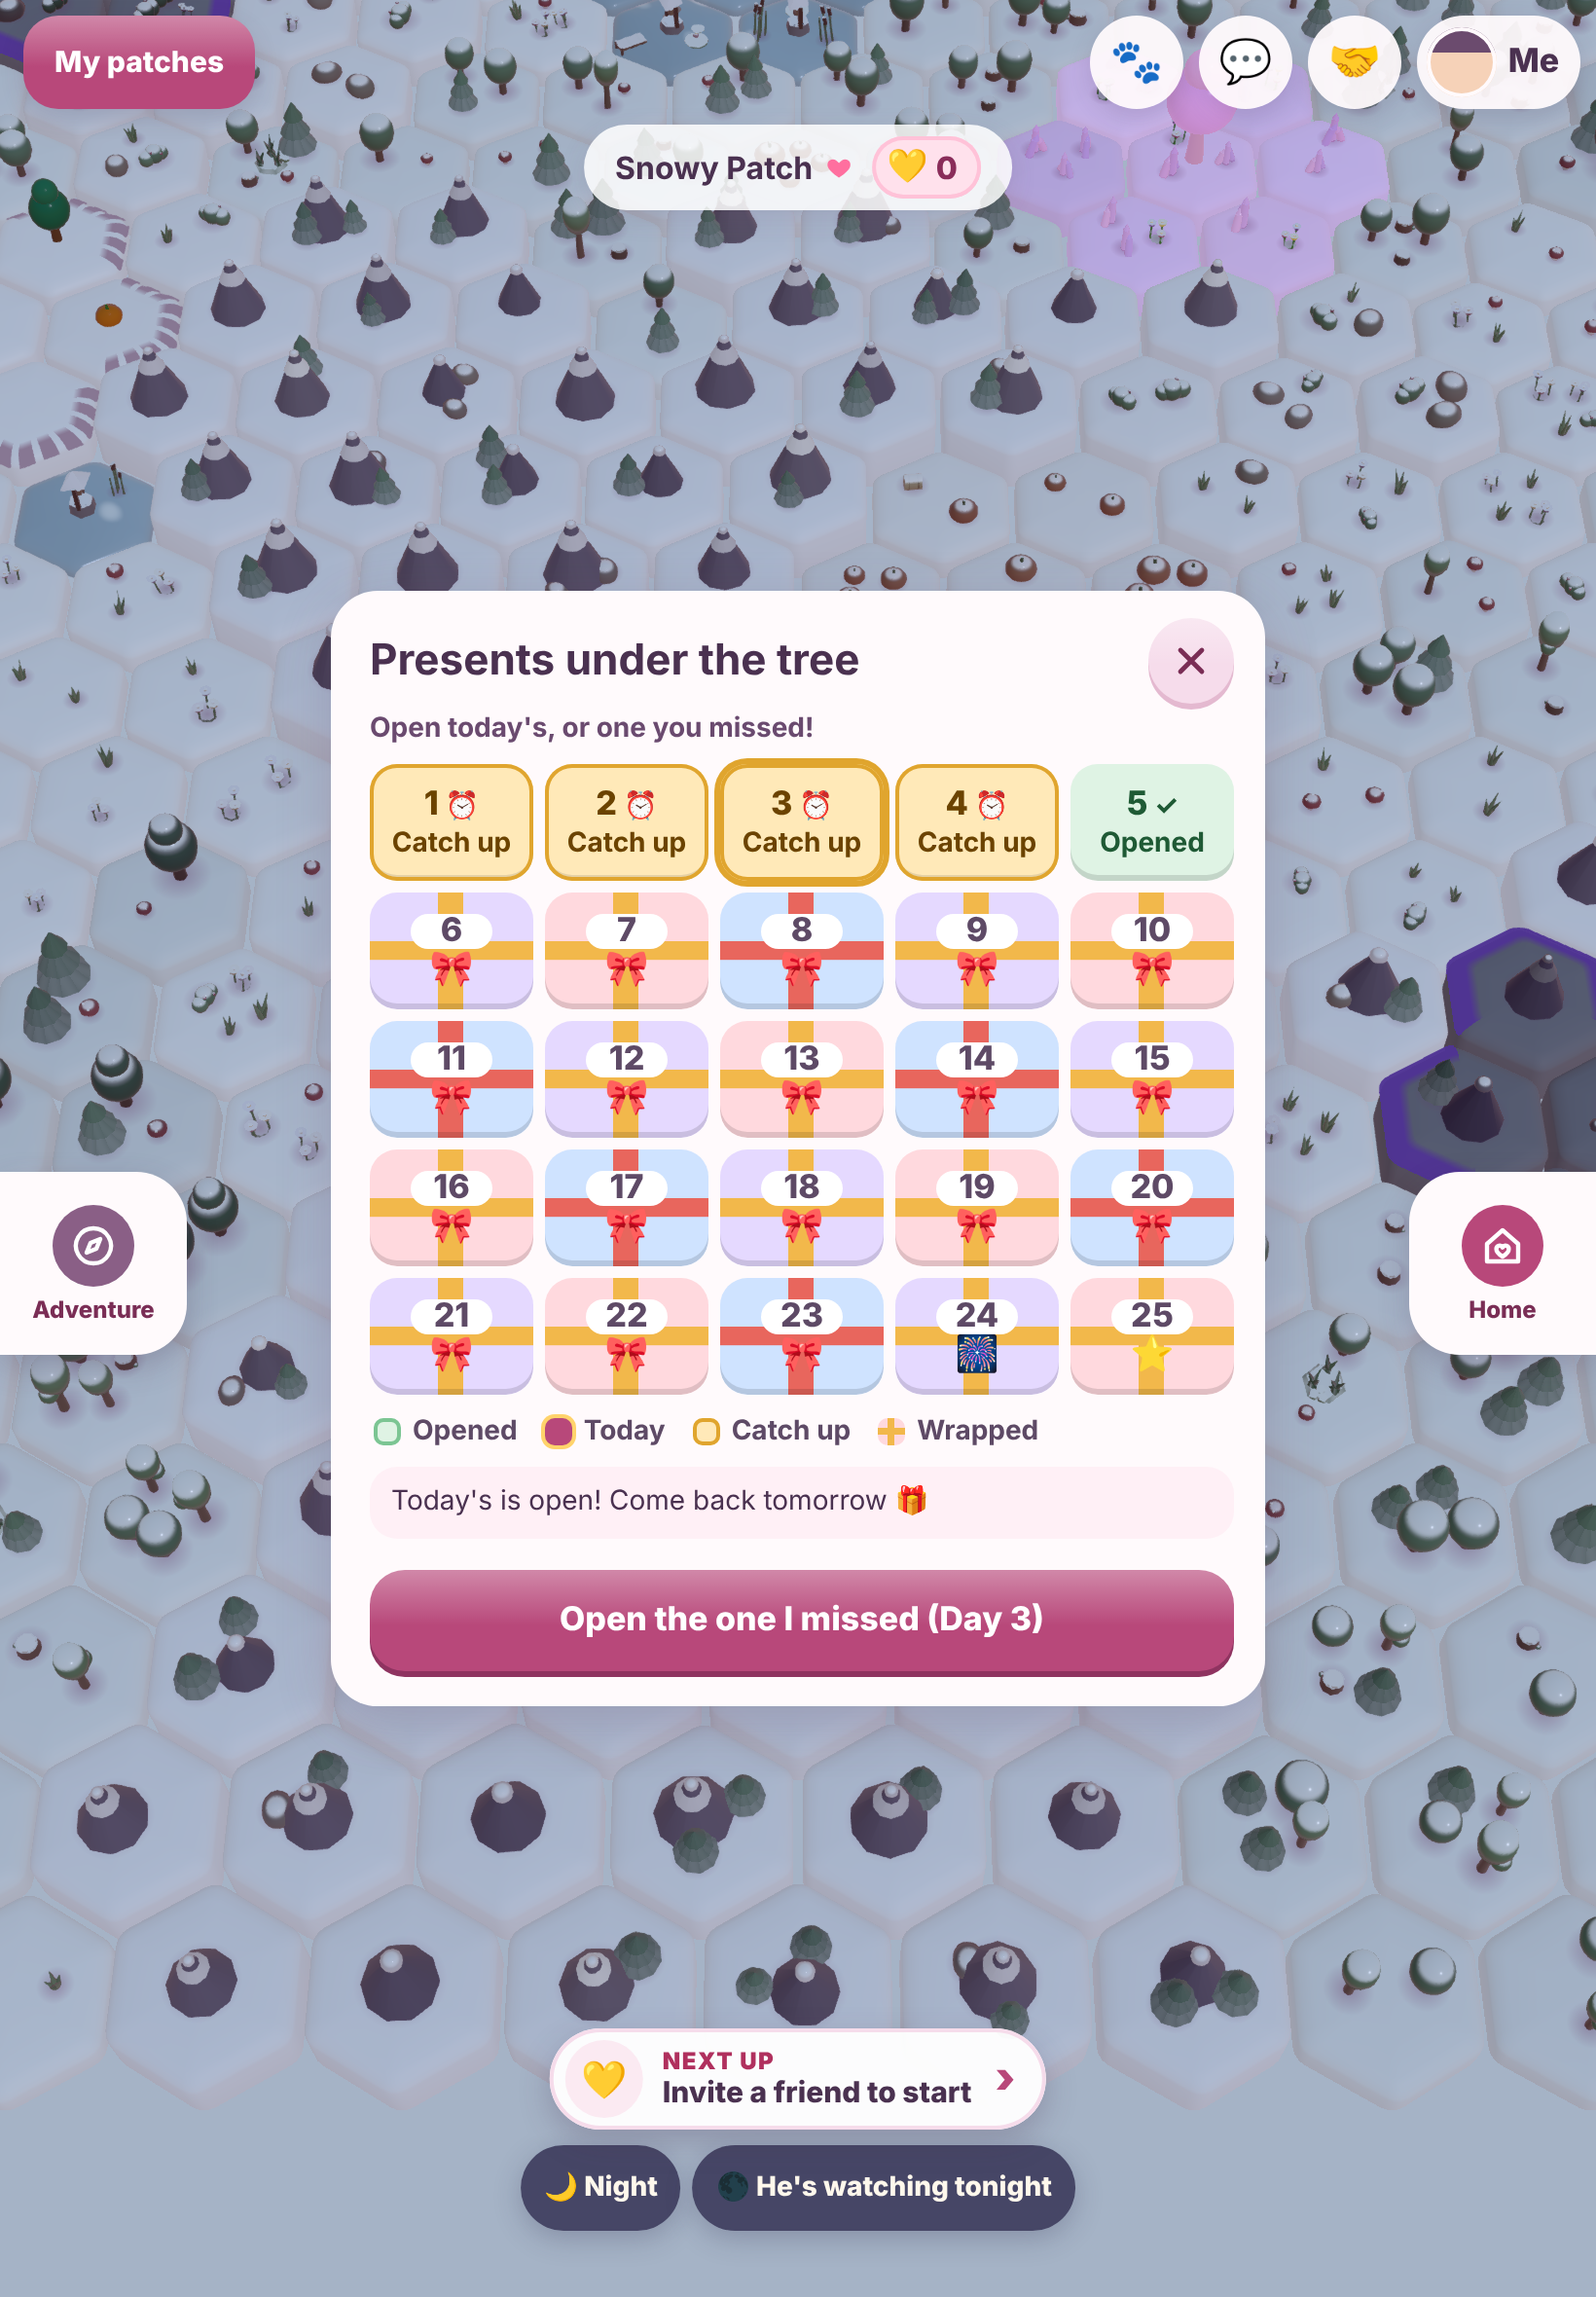 My patches
Me
Snowy Patch 0
Presents under the tree
Open today's, or one you missed!
1
Catch up
2
Catch up
3
Catch up
4
Catch up
5
Opened
6
7
8
9
10
11
12
13
14
15
16
17
18
19
20
21
22
23
24
25
Opened
Today
Catch up
Wrapped
Today's is open! Come back tomorrow
Open the one I missed (Day 3)
Adventure
Home
NEXT UP
Invite a friend to start
Night
He's watching tonight